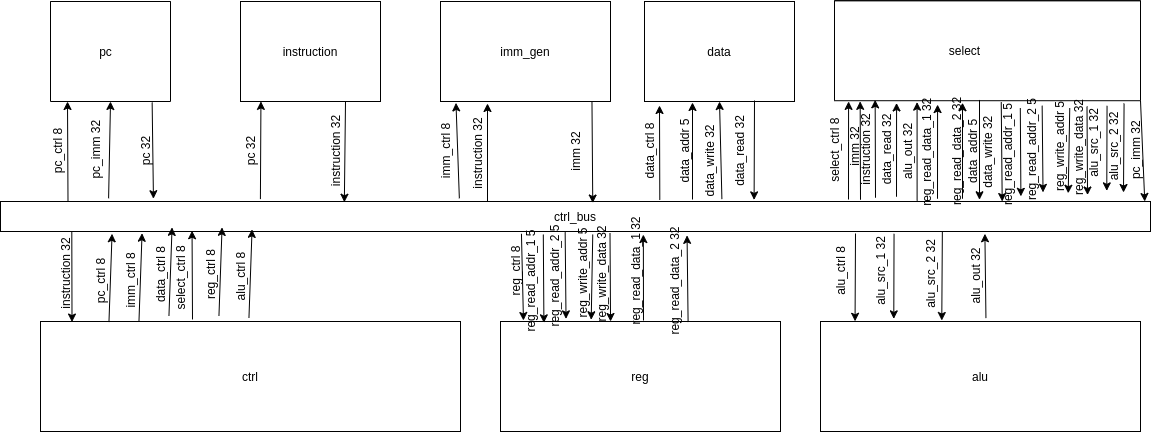 pc
instruction
imm_gen
data
select
pc_ctrl 8
pc_imm 32
pc 32
pc 32
instruction 32
imm_ctrl 8
instruction 32
imm 32
data_ctrl 8
data_addr 5
data_write 32
data_read 32
select_ctrl 8
imm 32
instruction 32
data_read 32
alu_out 32
reg_read_data_1 32
reg_read_data_2 32
data_addr 5
data_write 32
reg_read_addr_1 5
reg_read_addr_2 5
reg_write_addr 5
reg_write_data 32
alu_src_1 32
alu_src_2 32
pc_imm 32
ctrl_bus
instruction 32
pc_ctrl 8
imm_ctrl 8
data_ctrl 8
select_ctrl 8
reg_ctrl 8
alu_ctrl 8
reg_ctrl 8
reg_read_addr_1 5
reg_read_addr_2 5
reg_write_addr 5
reg_write_data 32
reg_read_data_1 32
reg_read_data_2 32
alu_ctrl 8
alu_src_1 32
alu_src_2 32
alu_out 32
ctrl
reg
alu